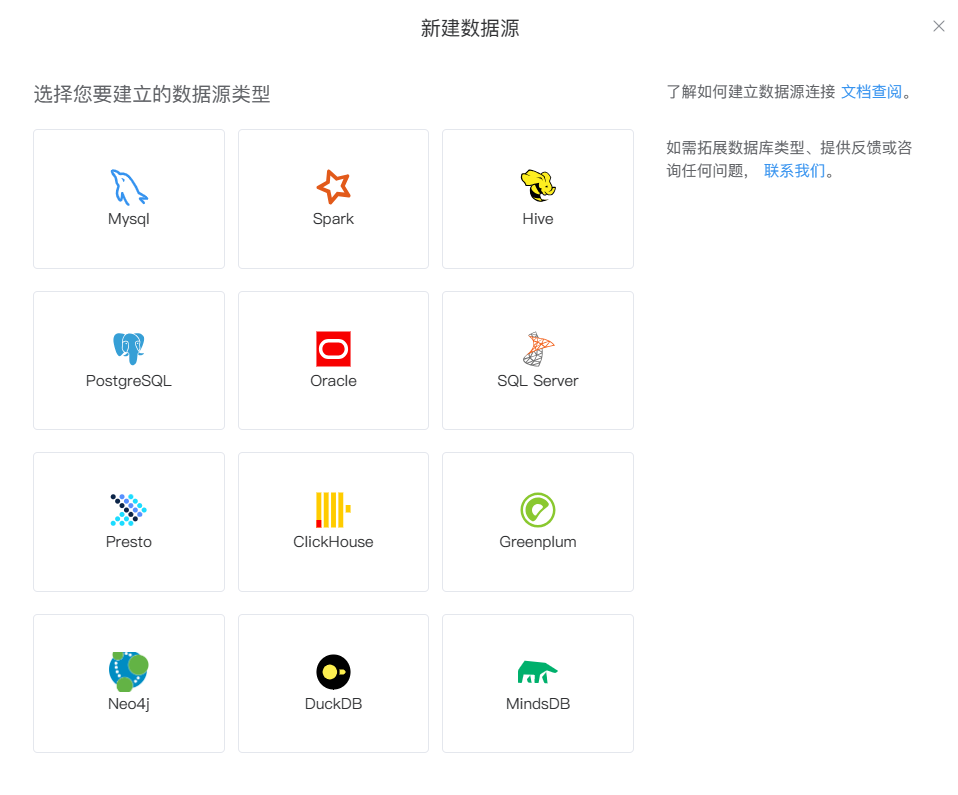 新建数据源
选择您要建立的数据源类型
了解如何建立数据源连接 文档查阅。
如需拓展数据库类型、提供反馈或咨
询任何问题， 联系我们。
Mysql
Spark
Hive
PostgreSQL
Oracle
SQL Server
Presto
ClickHouse
Greenplum
Neo4j
DuckDB
MindsDB